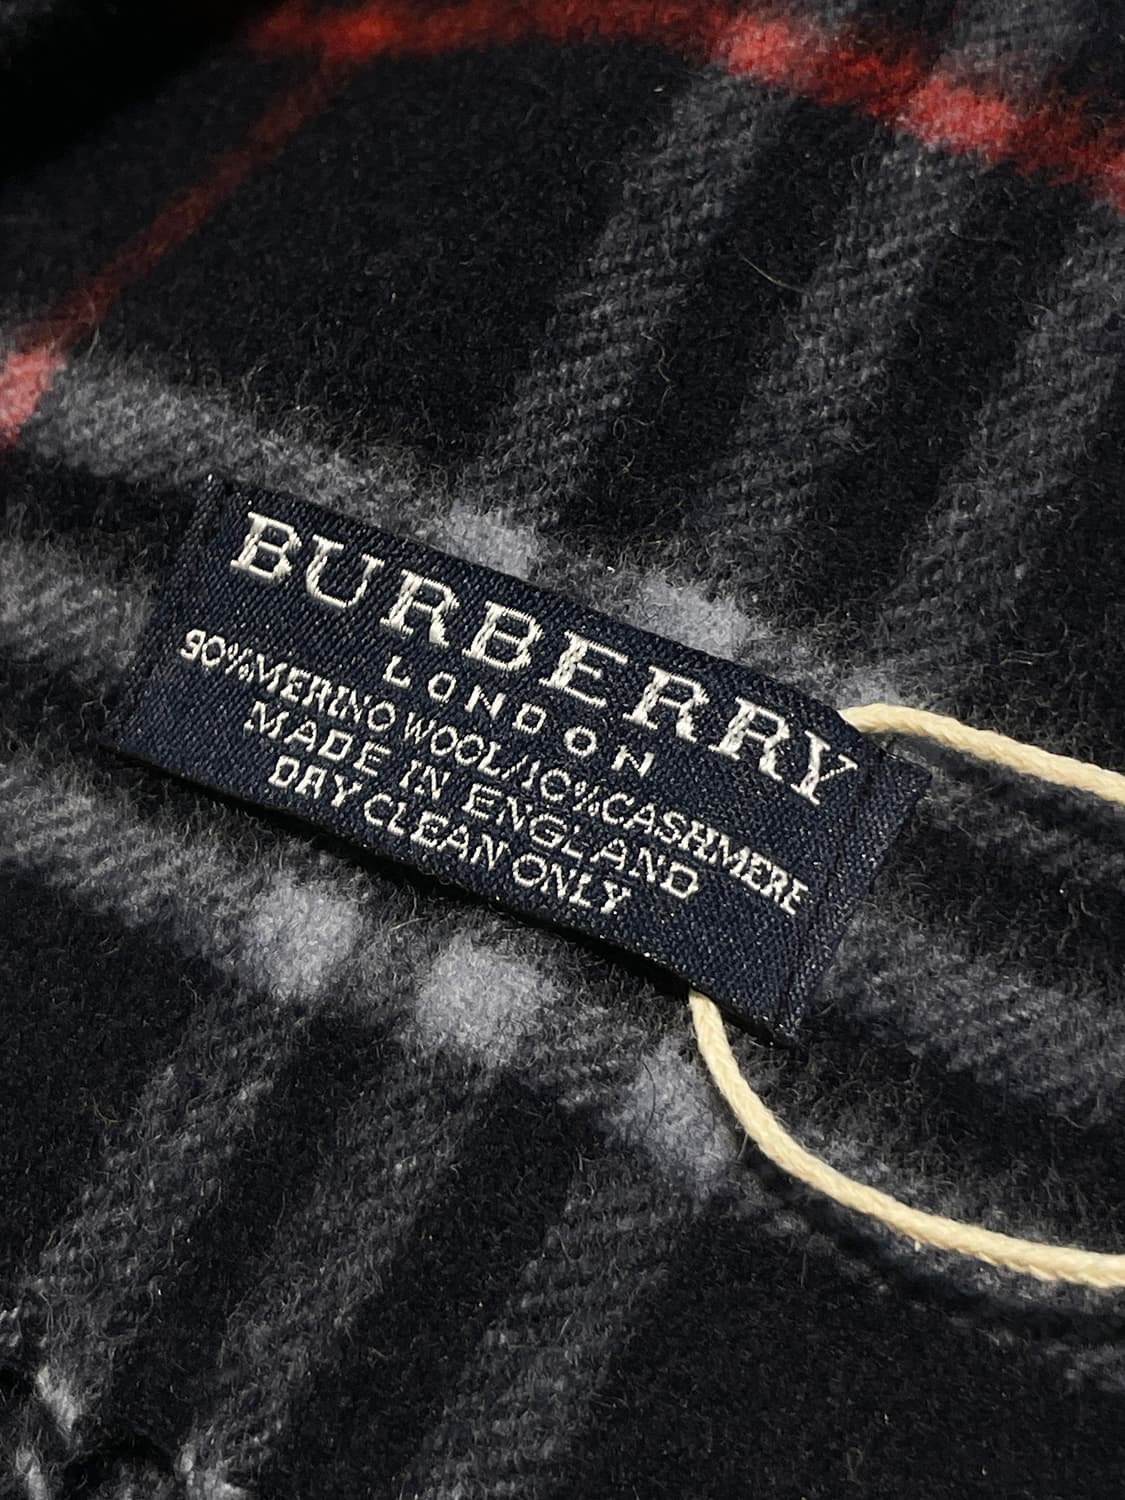 BURBERRY
LONDON
90%MERINO WOOL/10%CASHMERE
MADE IN ENGLAND
DRY CLEAN ONLY